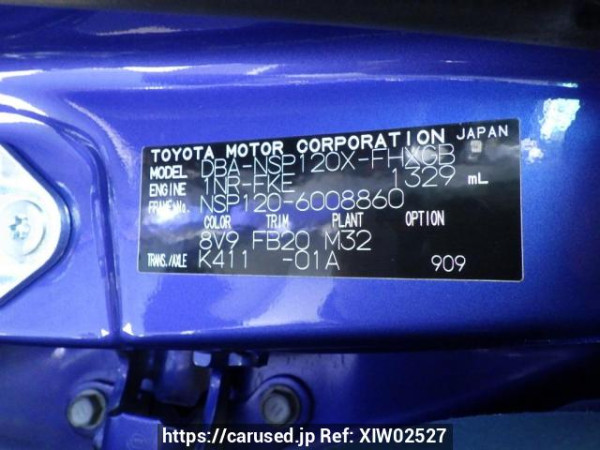 TOYOTA MOTOR CORPORATION JAPAN
MODEL DBA-NSP120X-FHXGB
ENGINE 1NR-FKE 1329 mL
FRAME No. NSP120-6008860
COLOR TRIM PLANT OPTION
8V9 FB20 M32
TRANS./AXLE K411 -01A 909
https://carused.jp Ref: XIW02527